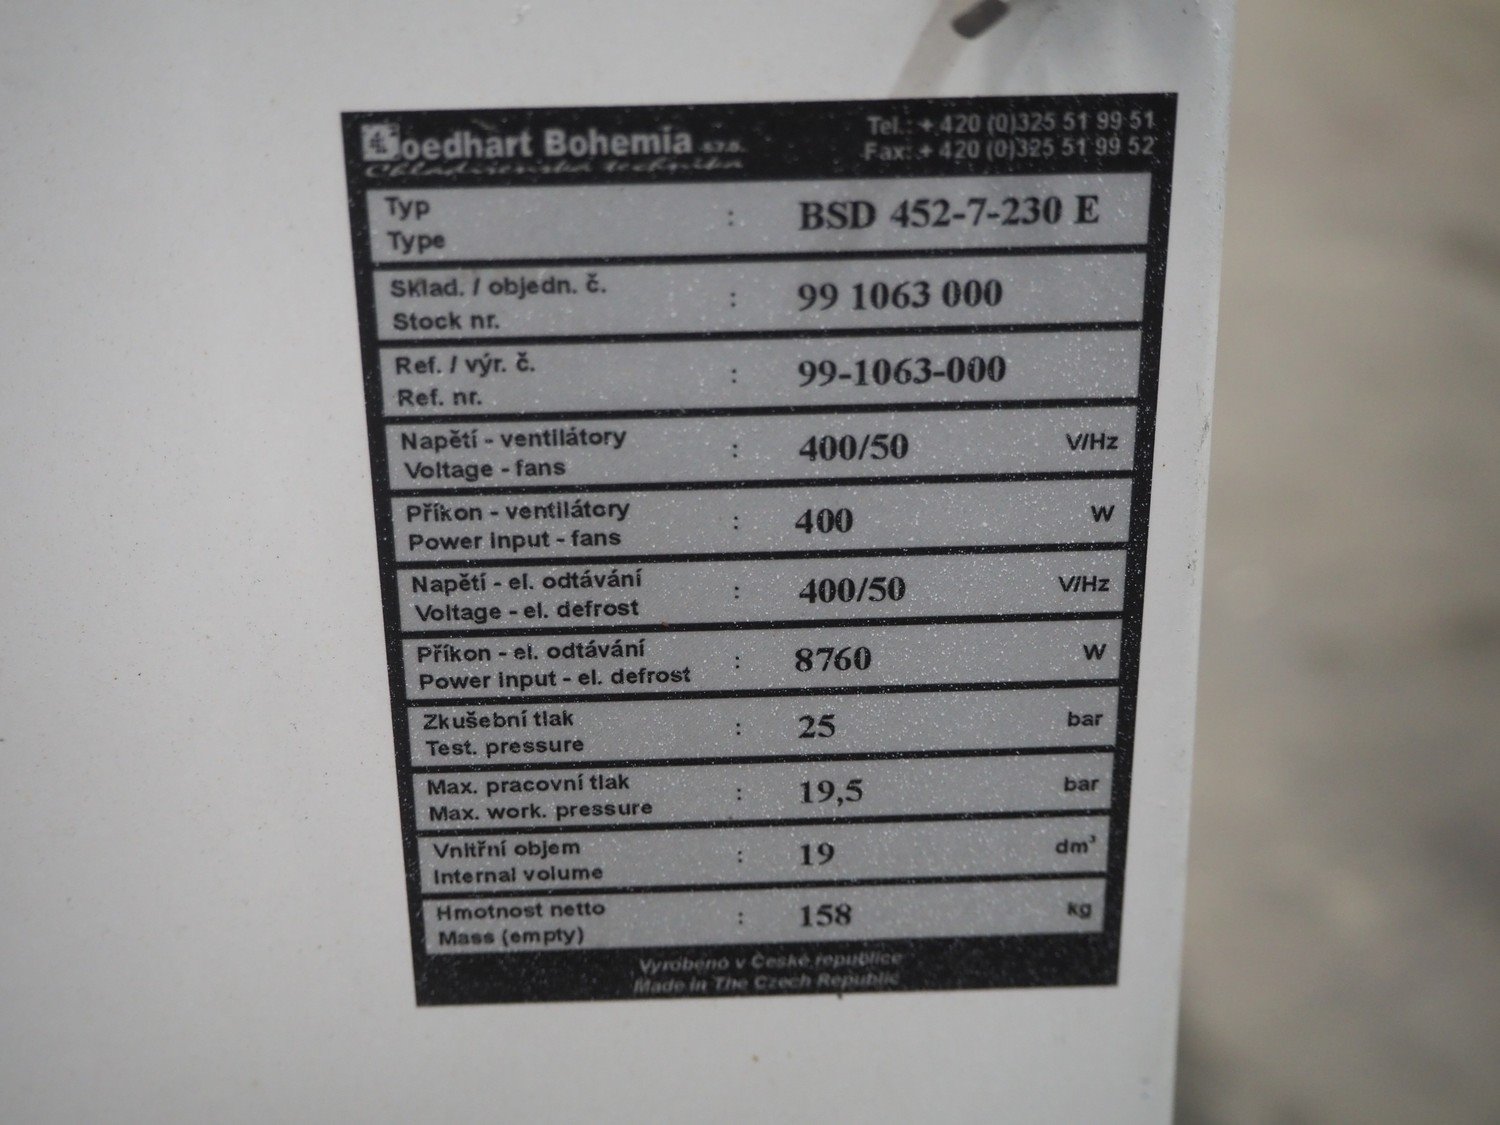 Goedhart Bohemia s.r.o.
Chladírenská technika
Tel.: + 420 (0)325 51 99 51
Fax: + 420 (0)325 51 99 52
Typ
Type : BSD 452-7-230 E
Sklad. / objedn. č.
Stock nr. : 99 1063 000
Ref. / výr. č.
Ref. nr. : 99-1063-000
Napětí - ventilátory
Voltage - fans : 400/50 V/Hz
Příkon - ventilátory
Power input - fans : 400 W
Napětí - el. odtávání
Voltage - el. defrost : 400/50 V/Hz
Příkon - el. odtávání
Power input - el. defrost : 8760 W
Zkušební tlak
Test. pressure : 25 bar
Max. pracovní tlak
Max. work. pressure : 19,5 bar
Vnitřní objem
Internal volume : 19 dm³
Hmotnost netto
Mass (empty) : 158 kg
Vyrobeno v České republice
Made in The Czech Republic